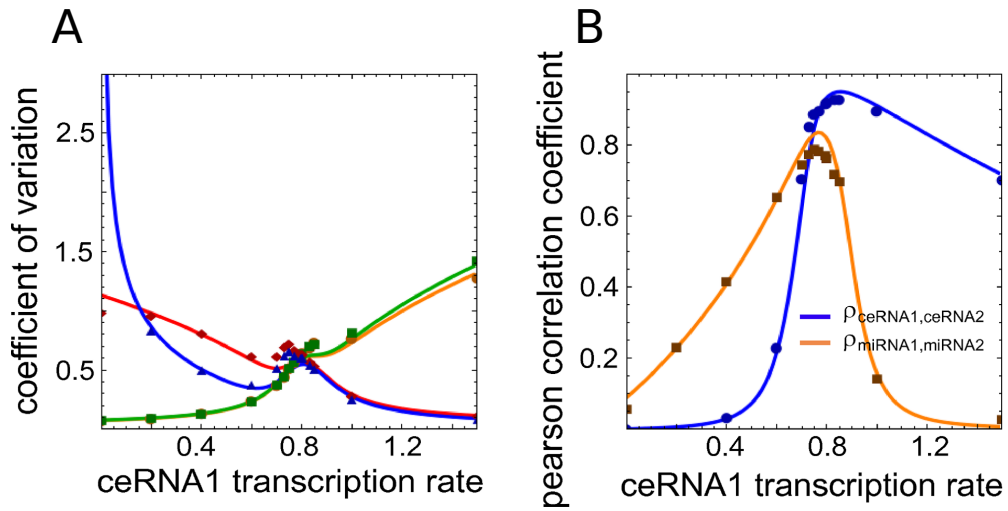 A
coefficient of variation
2.5
1.5
0.5
0.4
0.8
1.2
ceRNA1 transcription rate
B
pearson correlation coefficient
0.8
0.6
0.4
0.2
ρceRNA1,ceRNA2
ρmiRNA1,miRNA2
0.4
0.8
1.2
ceRNA1 transcription rate